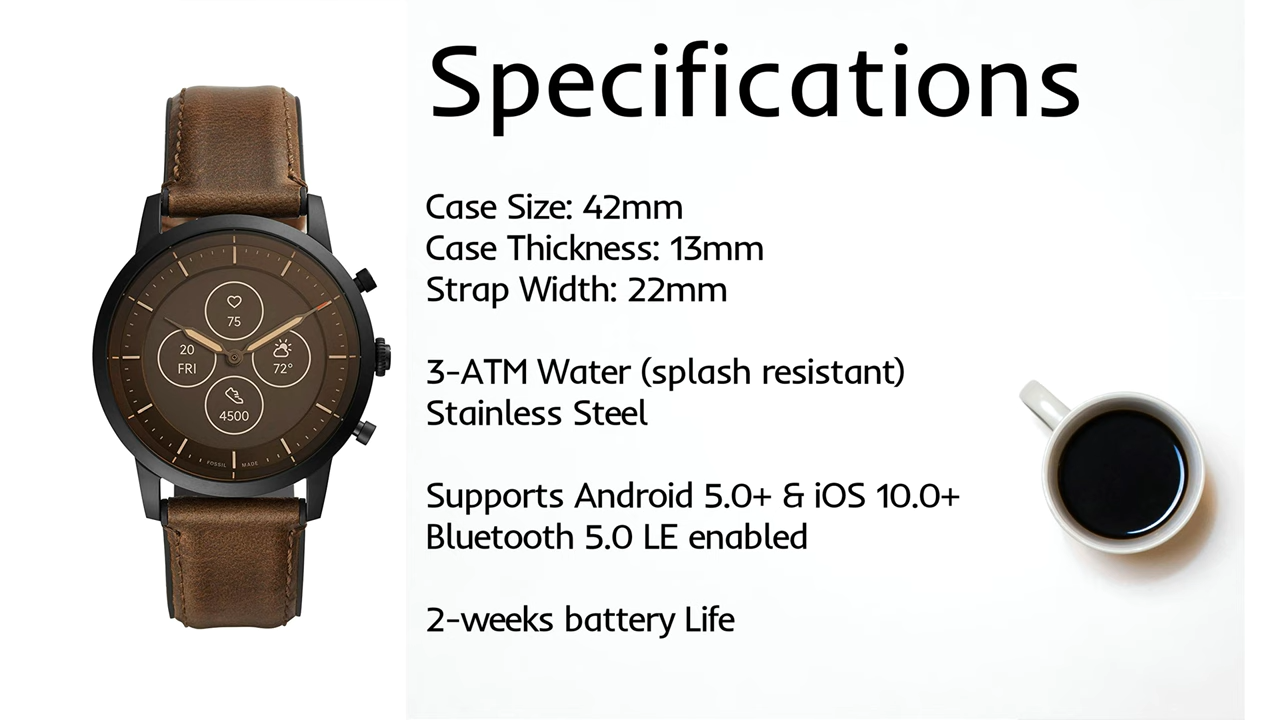 Specifications
Case Size: 42mm
Case Thickness: 13mm
Strap Width: 22mm
3-ATM Water (splash resistant)
Stainless Steel
Supports Android 5.0+ & iOS 10.0+
Bluetooth 5.0 LE enabled
2-weeks battery Life
75
20
FRI
72°
4500
FOSSIL MADE